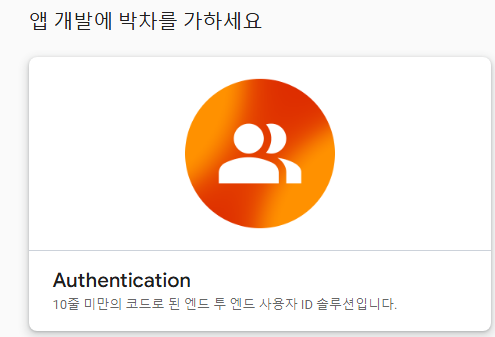 앱 개발에 박차를 가하세요
Authentication
10줄 미만의 코드로 된 엔드 투 엔드 사용자 ID 솔루션입니다.